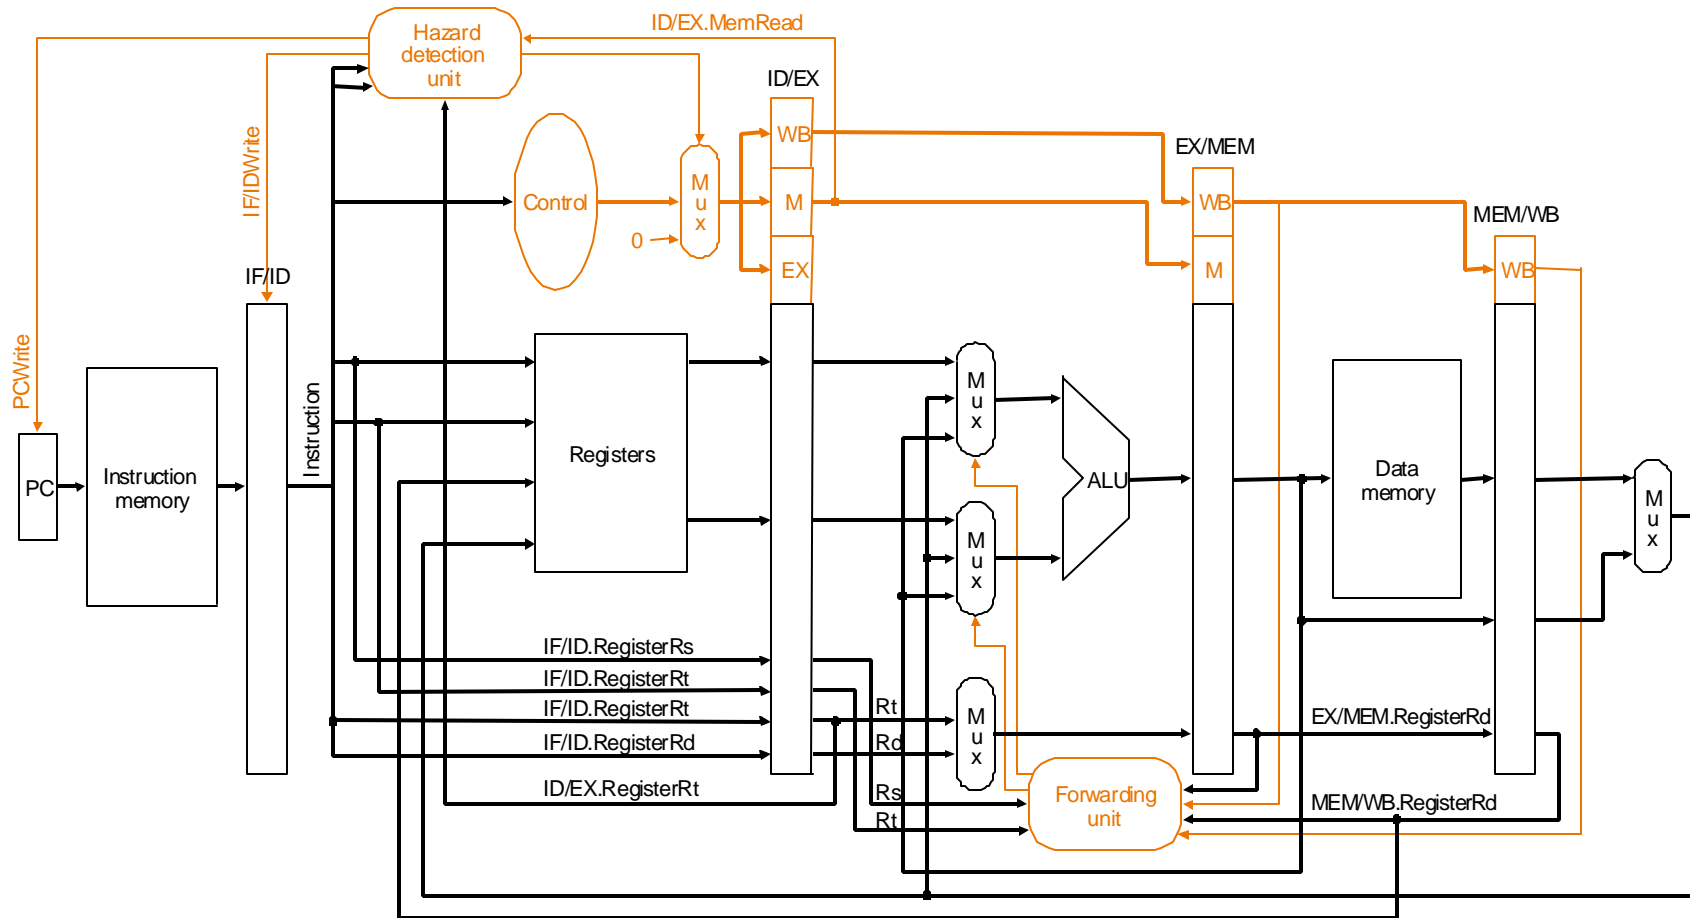 Hazard
detection
unit
ID/EX.MemRead
ID/EX
WB
M
EX
Control
0
M
u
x
EX/MEM
WB
M
MEM/WB
WB
IF/IDWrite
PCWrite
IF/ID
PC
Instruction
memory
Instruction
Registers
M
u
x
M
u
x
ALU
Data
memory
M
u
x
IF/ID.RegisterRs
IF/ID.RegisterRt
IF/ID.RegisterRt
IF/ID.RegisterRd
ID/EX.RegisterRt
Rt
Rd
Rs
Rt
M
u
x
EX/MEM.RegisterRd
Forwarding
unit
MEM/WB.RegisterRd